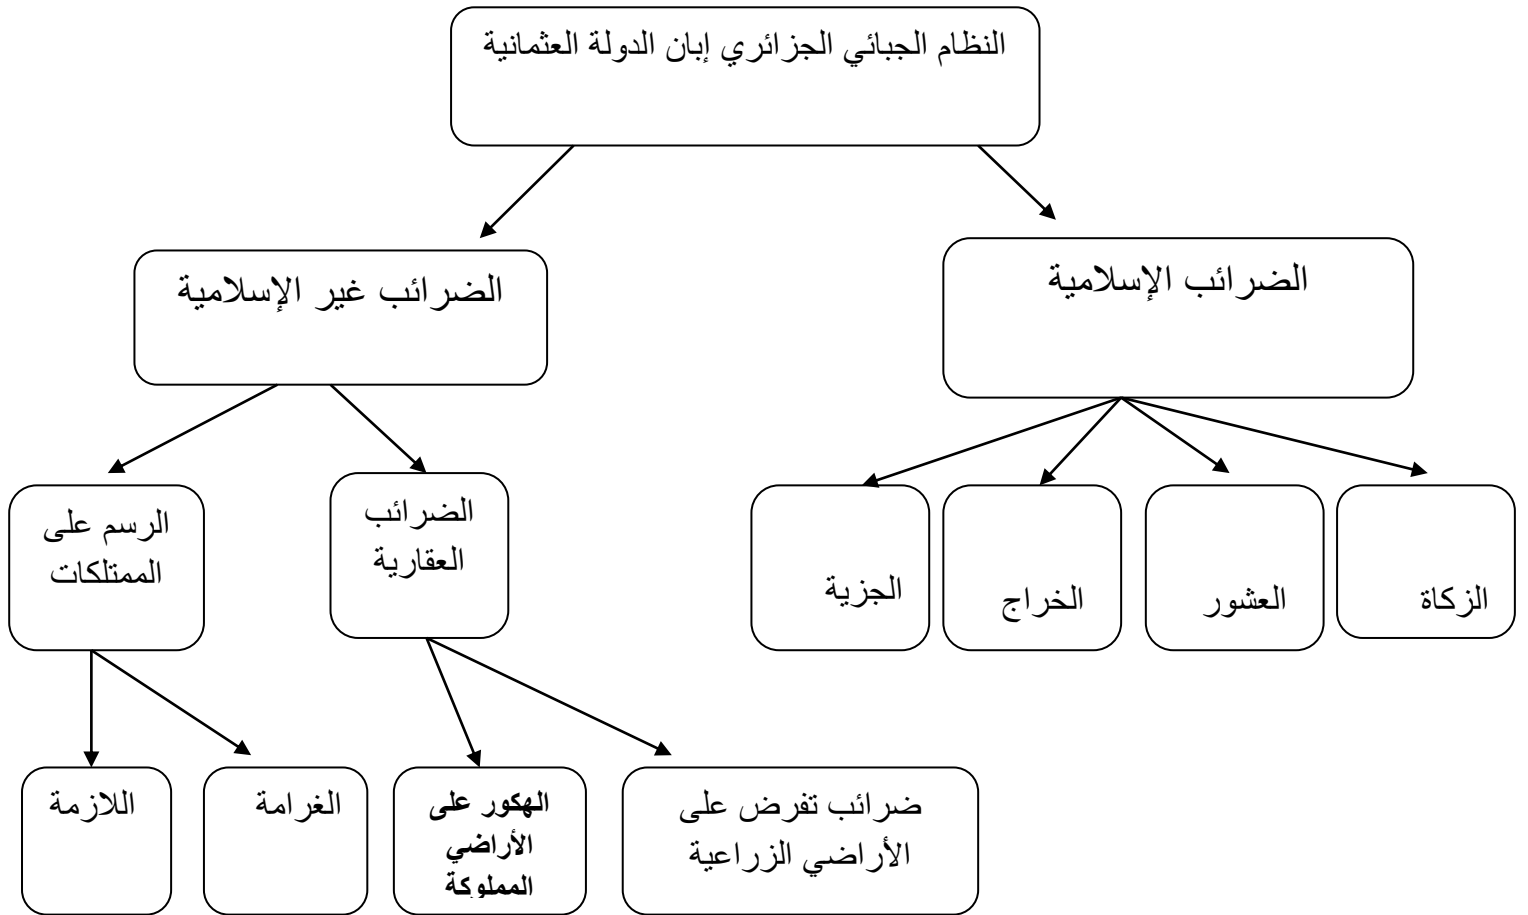 النظام الجبائي الجزائري إبان الدولة العثمانية
الضرائب الإسلامية
الضرائب غير الإسلامية
الزكاة
العشور
الخراج
الجزية
الضرائب
العقارية
الرسم على
الممتلكات
ضرائب تفرض على
الأراضي الزراعية
الهكور على
الأراضي
المملوكة
الغرامة
اللازمة